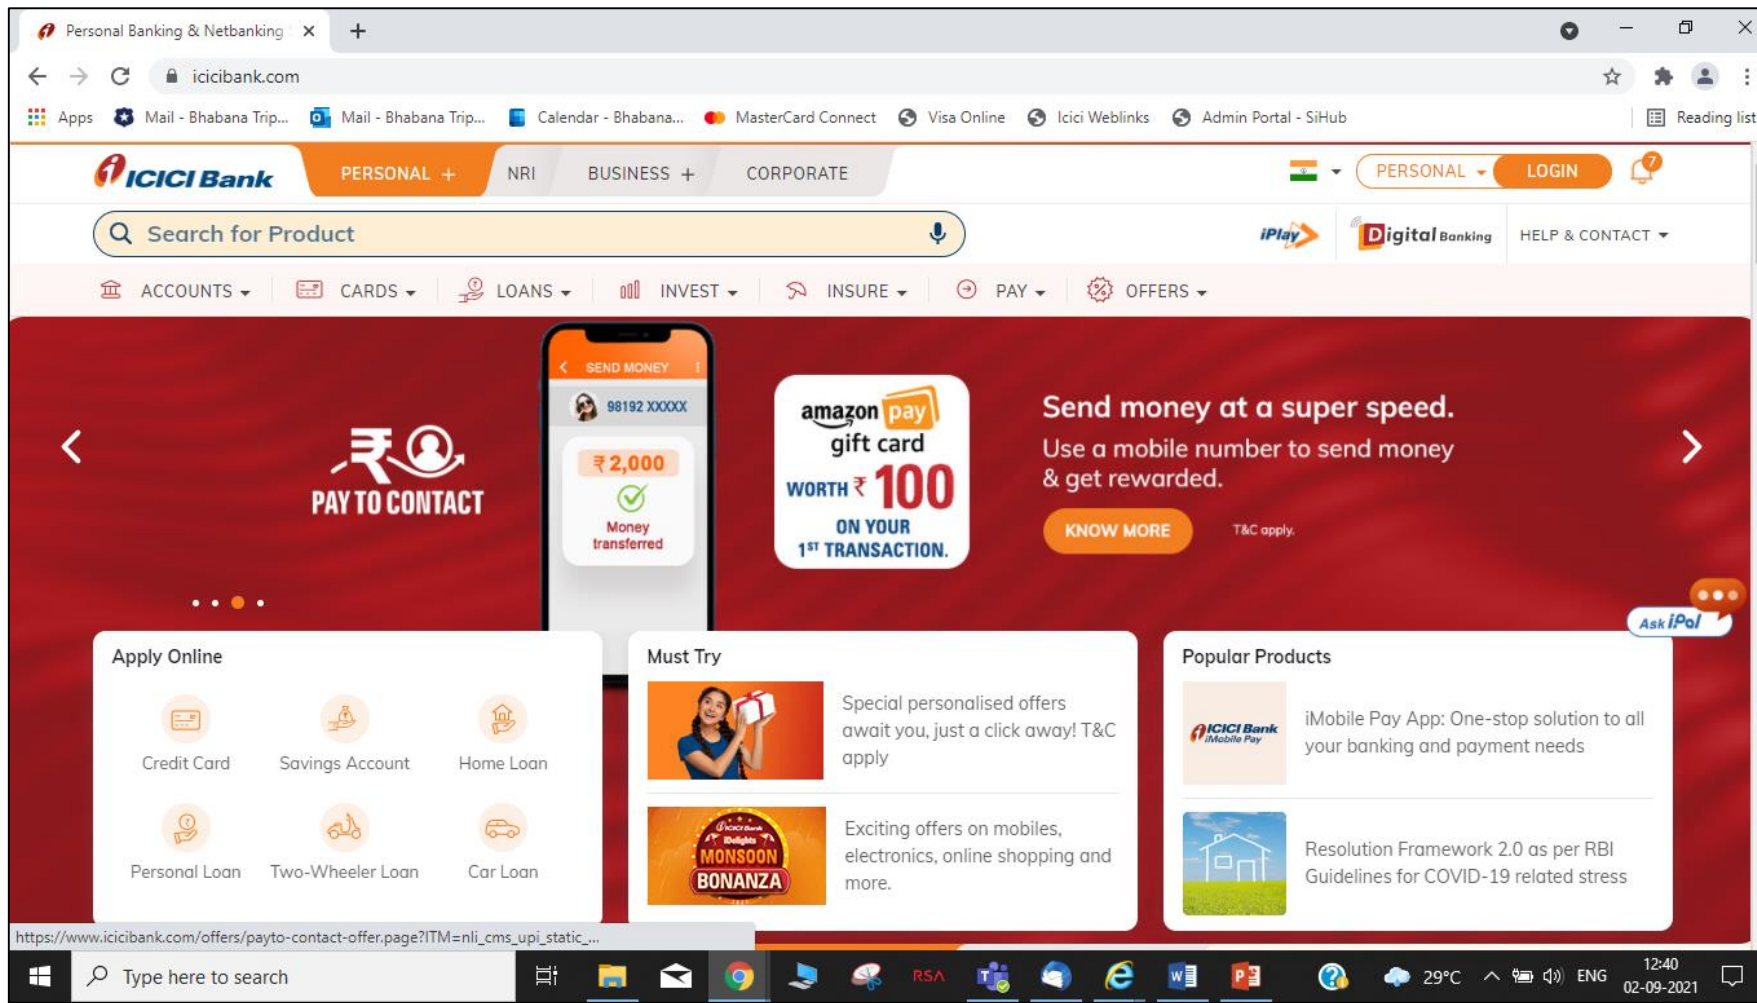 Personal Banking & Netbanking
icicibank.com
Apps
Mail - Bhabana Trip...
Mail - Bhabana Trip...
Calendar - Bhabana...
MasterCard Connect
Visa Online
Icici Weblinks
Admin Portal - SiHub
Reading list
ICICI Bank
PERSONAL +
NRI
BUSINESS +
CORPORATE
PERSONAL
LOGIN
7
Search for Product
iPlay
Digital Banking
HELP & CONTACT
ACCOUNTS
CARDS
LOANS
INVEST
INSURE
PAY
OFFERS
₹
PAY TO CONTACT
SEND MONEY
98192 XXXXX
₹ 2,000
Money
transferred
amazon pay
gift card
WORTH ₹ 100
ON YOUR
1ST TRANSACTION.
Send money at a super speed.
Use a mobile number to send money
& get rewarded.
KNOW MORE
T&C apply.
Ask iPal
Apply Online
Credit Card
Savings Account
Home Loan
Personal Loan
Two-Wheeler Loan
Car Loan
Must Try
Special personalised offers
await you, just a click away! T&C
apply
ICICI Bank
iDelights
MONSOON
BONANZA
Exciting offers on mobiles,
electronics, online shopping and
more.
Popular Products
ICICI Bank
iMobile Pay
iMobile Pay App: One-stop solution to all
your banking and payment needs
Resolution Framework 2.0 as per RBI
Guidelines for COVID-19 related stress
https://www.icicibank.com/offers/payto-contact-offer.page?ITM=nli_cms_upi_static_...
Type here to search
RSA
29°C
ENG
12:40
02-09-2021